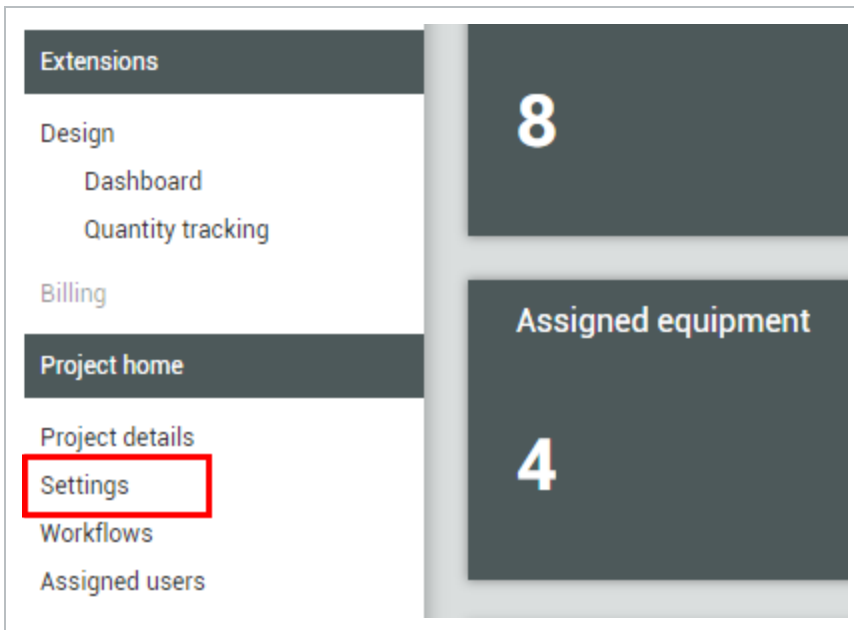 Extensions
Design
Dashboard
Quantity tracking
Billing
Project home
Project details
Settings
Workflows
Assigned users
8
Assigned equipment
4